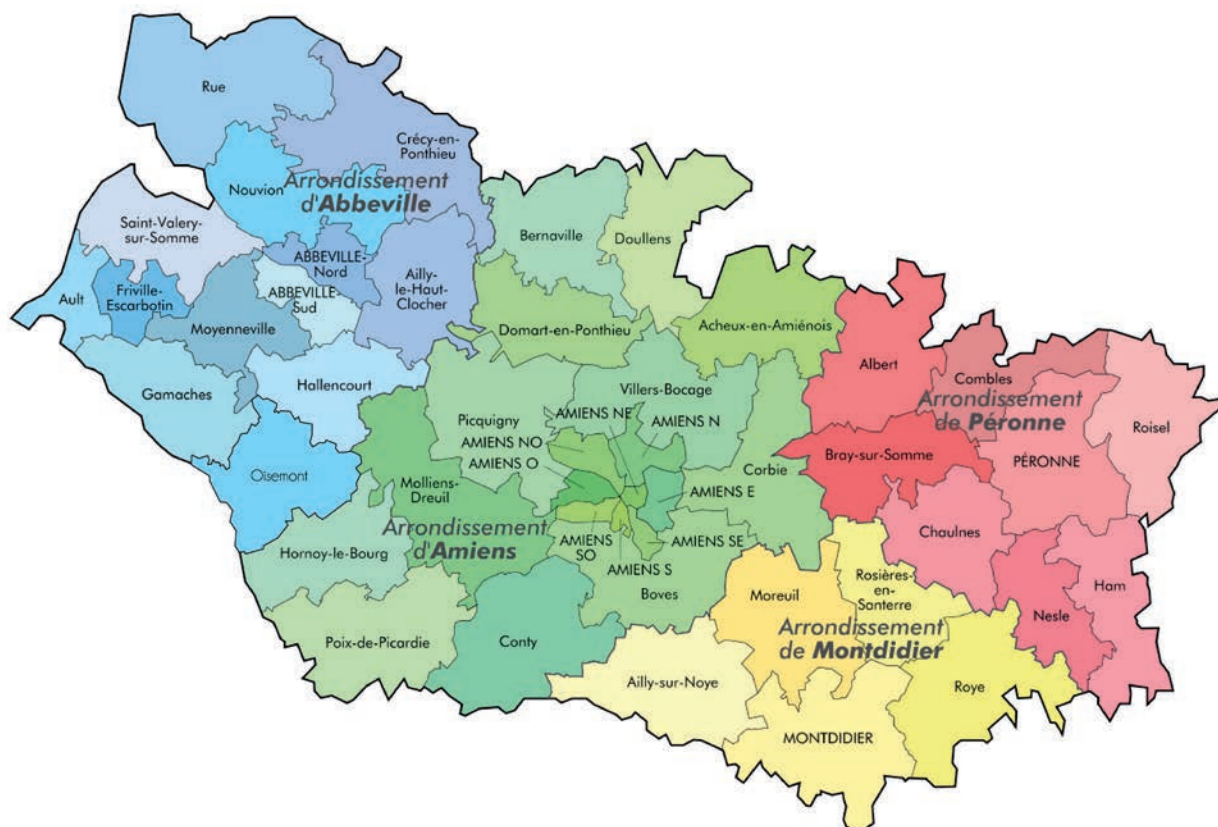 Rue
Crécy-en-
Ponthieu
Nouvion
Arrondissement
d'Abbeville
Saint-Valery-
sur-Somme
ABBEVILLE-
Nord
Ailly-
le-Haut-
Clocher
Ault
Friville-
Escarbotin
ABBEVILLE-
Sud
Moyenneville
Gamaches
Hallencourt
Oisemont
Bernaville
Doullens
Domart-en-Ponthieu
Acheux-en-Amiénois
Villers-Bocage
Picquigny
AMIENS NE
AMIENS N
AMIENS NO
AMIENS O
Corbie
AMIENS E
Molliens-
Dreuil
Arrondissement
d'Amiens
AMIENS
SO
AMIENS SE
AMIENS S
Boves
Hornoy-le-Bourg
Poix-de-Picardie
Conty
Albert
Combles
Arrondissement
de Péronne
Roisel
Bray-sur-Somme
PÉRONNE
Chaulnes
Nesle
Ham
Rosières-
en-
Santerre
Moreuil
Arrondissement
de Montdidier
Ailly-sur-Noye
Roye
MONTDIDIER